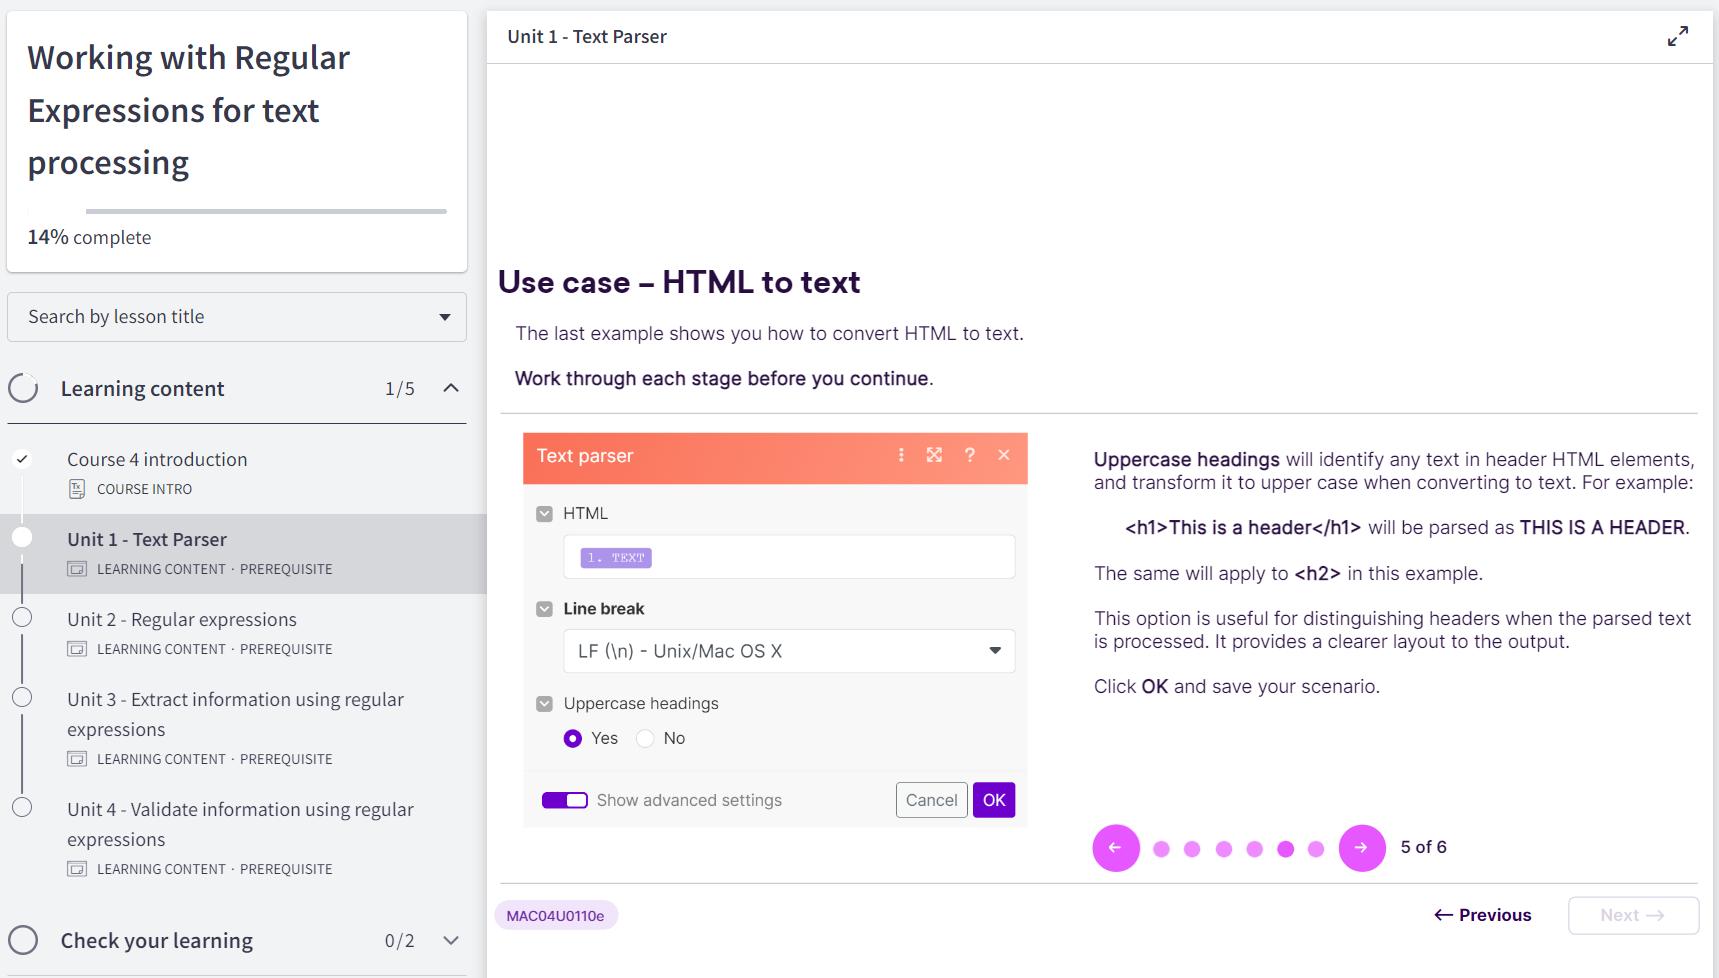 Working with Regular
Expressions for text
processing
14% complete
Search by lesson title
Learning content 1/5
Course 4 introduction
COURSE INTRO
Unit 1 - Text Parser
LEARNING CONTENT · PREREQUISITE
Unit 2 - Regular expressions
LEARNING CONTENT · PREREQUISITE
Unit 3 - Extract information using regular
expressions
LEARNING CONTENT · PREREQUISITE
Unit 4 - Validate information using regular
expressions
LEARNING CONTENT · PREREQUISITE
Check your learning 0/2
Unit 1 - Text Parser
Use case – HTML to text
The last example shows you how to convert HTML to text.
Work through each stage before you continue.
Text parser
HTML
1. TEXT
Line break
LF (\n) - Unix/Mac OS X
Uppercase headings
Yes No
Show advanced settings Cancel OK
Uppercase headings will identify any text in header HTML elements,
and transform it to upper case when converting to text. For example:
<h1>This is a header</h1> will be parsed as THIS IS A HEADER.
The same will apply to <h2> in this example.
This option is useful for distinguishing headers when the parsed text
is processed. It provides a clearer layout to the output.
Click OK and save your scenario.
5 of 6
MAC04U0110e
← Previous Next →